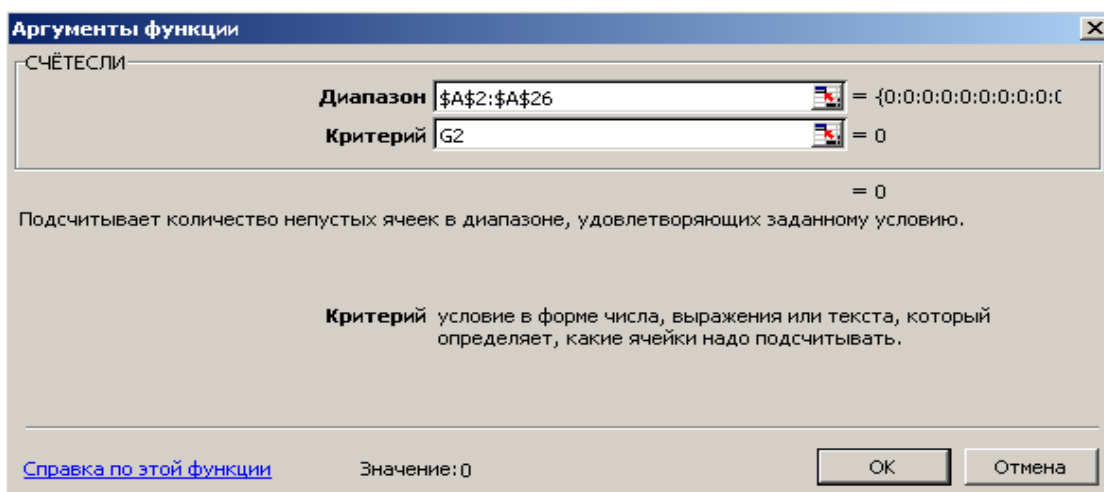 Аргументы функции
СЧЁТЕСЛИ
Диапазон $A$2:$A$26 = {0:0:0:0:0:0:0:0:0:0:(
Критерий G2 = 0
= 0
Подсчитывает количество непустых ячеек в диапазоне, удовлетворяющих заданному условию.
Критерий условие в форме числа, выражения или текста, который
определяет, какие ячейки надо подсчитывать.
Справка по этой функции Значение:0 ОК Отмена